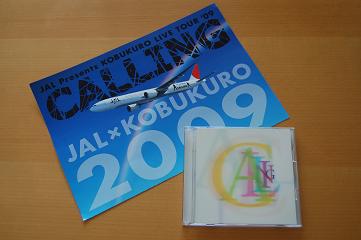 JAL Presents KOBUKURO LIVE TOUR '09
CALLING
JAL×KOBUKURO
2009
CALLING